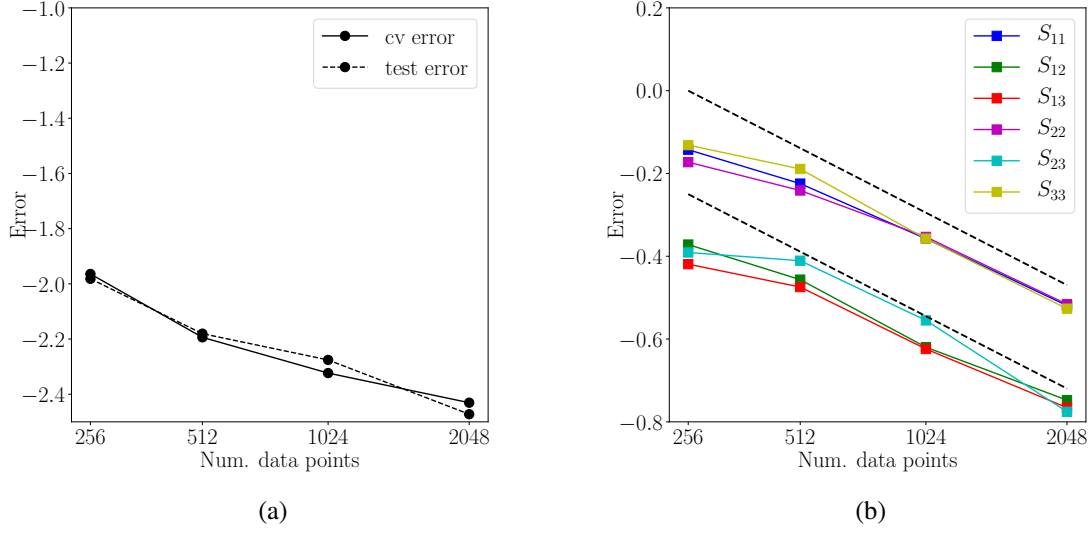 −1.0
−1.2
−1.4
−1.6
−1.8
−2.0
−2.2
−2.4
Error
256 512 1024 2048
Num. data points
cv error
test error
(a)
0.2
0.0
−0.2
−0.4
−0.6
−0.8
Error
256 512 1024 2048
Num. data points
S₁₁
S₁₂
S₁₃
S₂₂
S₂₃
S₃₃
(b)